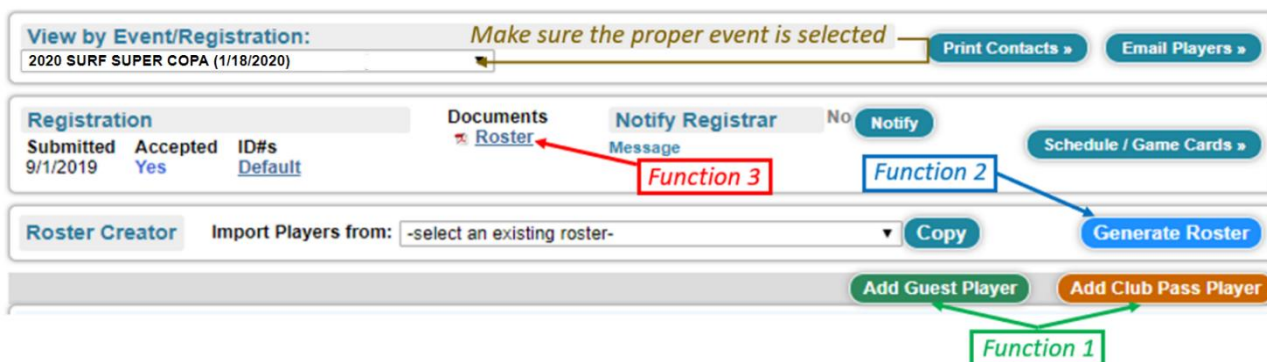 View by Event/Registration: Make sure the proper event is selected Print Contacts » Email Players »
2020 SURF SUPER COPA (1/18/2020)
Registration Documents Notify Registrar No Notify
Submitted Accepted ID#s Roster Message Schedule / Game Cards »
9/1/2019 Yes Default Function 3 Function 2
Roster Creator Import Players from: -select an existing roster- Copy Generate Roster
Add Guest Player Add Club Pass Player
Function 1